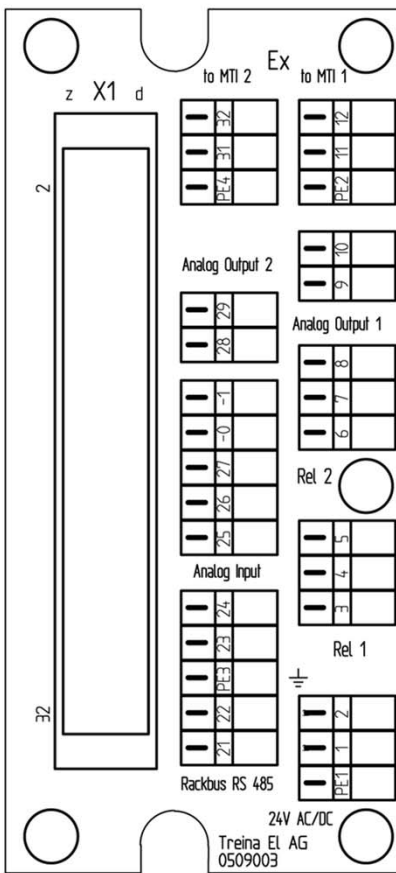 Ex
to MTI 2
to MTI 1
z X1 d
2
32
32
31
PE4
12
11
PE2
10
9
Analog Output 2
29
28
Analog Output 1
8
7
6
-1
-0
27
26
25
Rel 2
Analog Input
5
4
3
24
23
PE3
22
21
Rel 1
2
1
PE1
Rackbus RS 485
24V AC/DC
Treina El AG
0509003